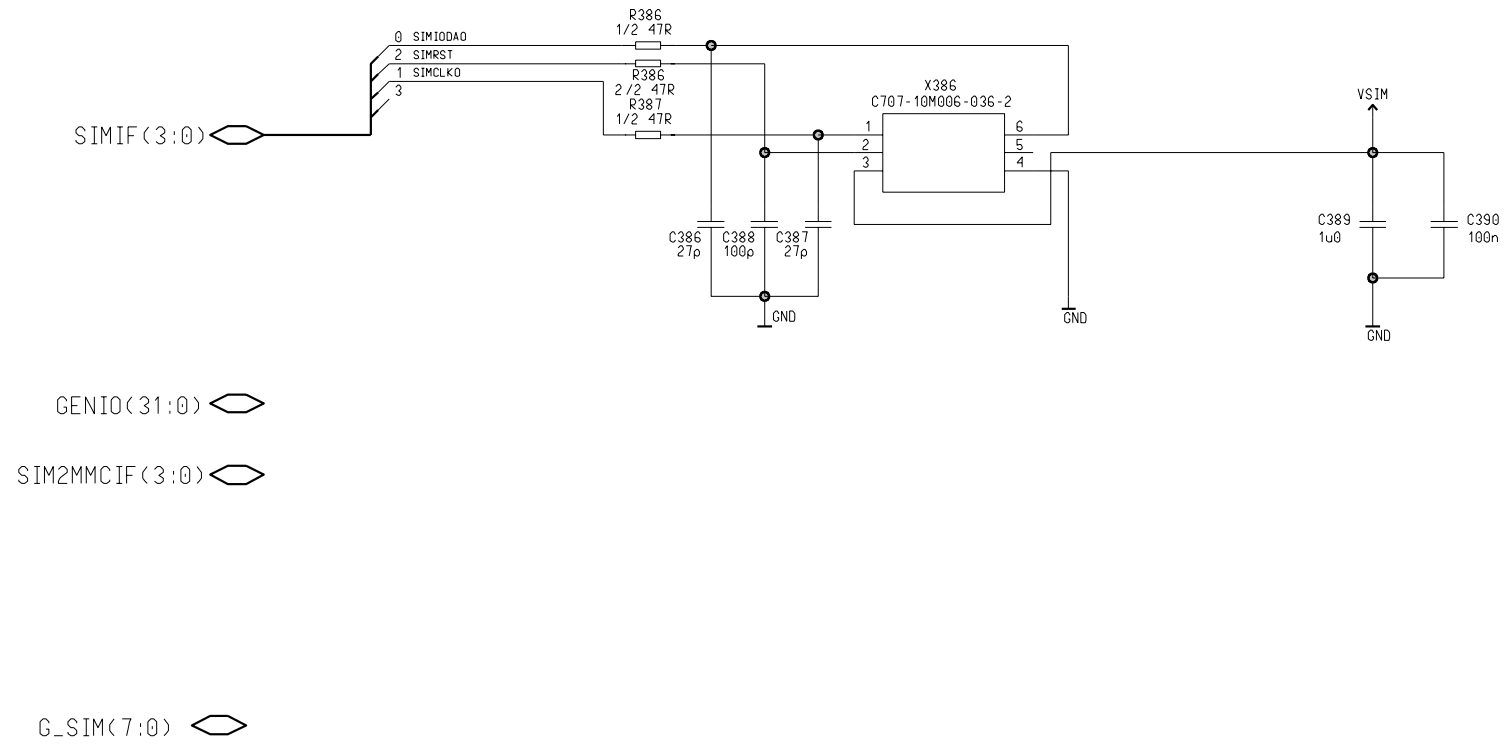 R386
1/2 47R
0 SIMIODAO
2 SIMRST
1 SIMCLKO
3
R386
2/2 47R
R387
1/2 47R
SIMIF(3:0)
X386
C707-10M006-036-2
1
2
3
6
5
4
VSIM
C386
27p
C388
100p
C387
27p
C389
1u0
C390
100n
GND
GND
GND
GENIO(31:0)
SIM2MMCIF(3:0)
G_SIM(7:0)